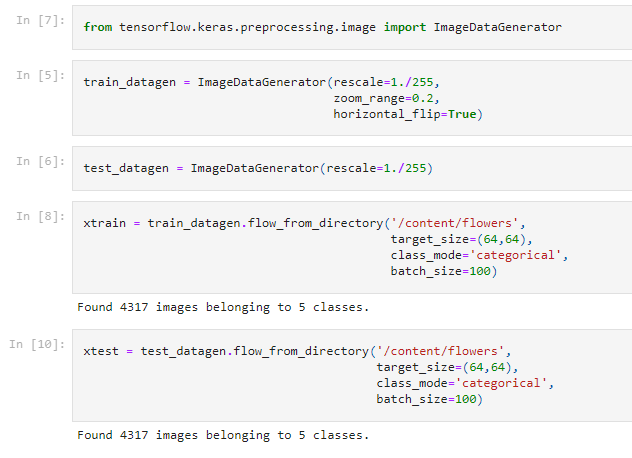 In [7]:
from tensorflow.keras.preprocessing.image import ImageDataGenerator
In [5]:
train_datagen = ImageDataGenerator(rescale=1./255,
zoom_range=0.2,
horizontal_flip=True)
In [6]:
test_datagen = ImageDataGenerator(rescale=1./255)
In [8]:
xtrain = train_datagen.flow_from_directory('/content/flowers',
target_size=(64,64),
class_mode='categorical',
batch_size=100)
Found 4317 images belonging to 5 classes.
In [10]:
xtest = test_datagen.flow_from_directory('/content/flowers',
target_size=(64,64),
class_mode='categorical',
batch_size=100)
Found 4317 images belonging to 5 classes.